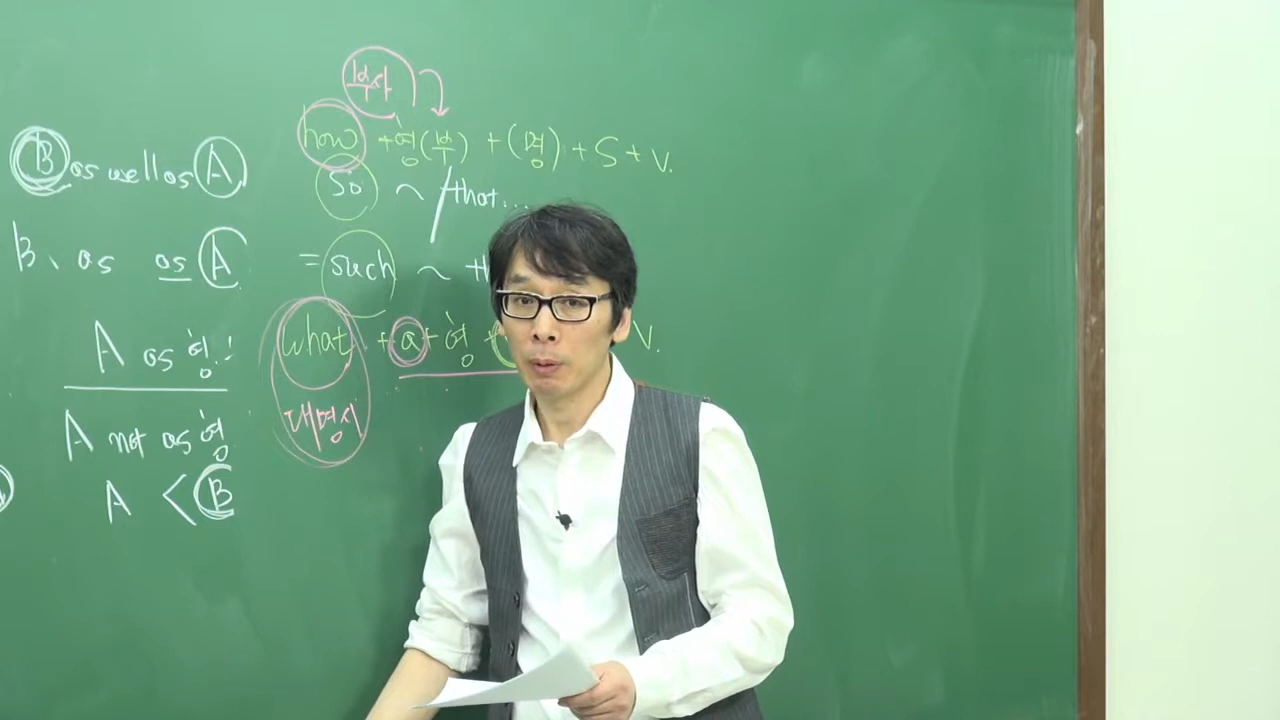 B as well as A
B, as as A
A as 형!
A not as 형
A < B
부사
how + 형(부) + (명) + S + V.
So ~ / that...
= such ~ th
what + a + 형 + V.
대명사